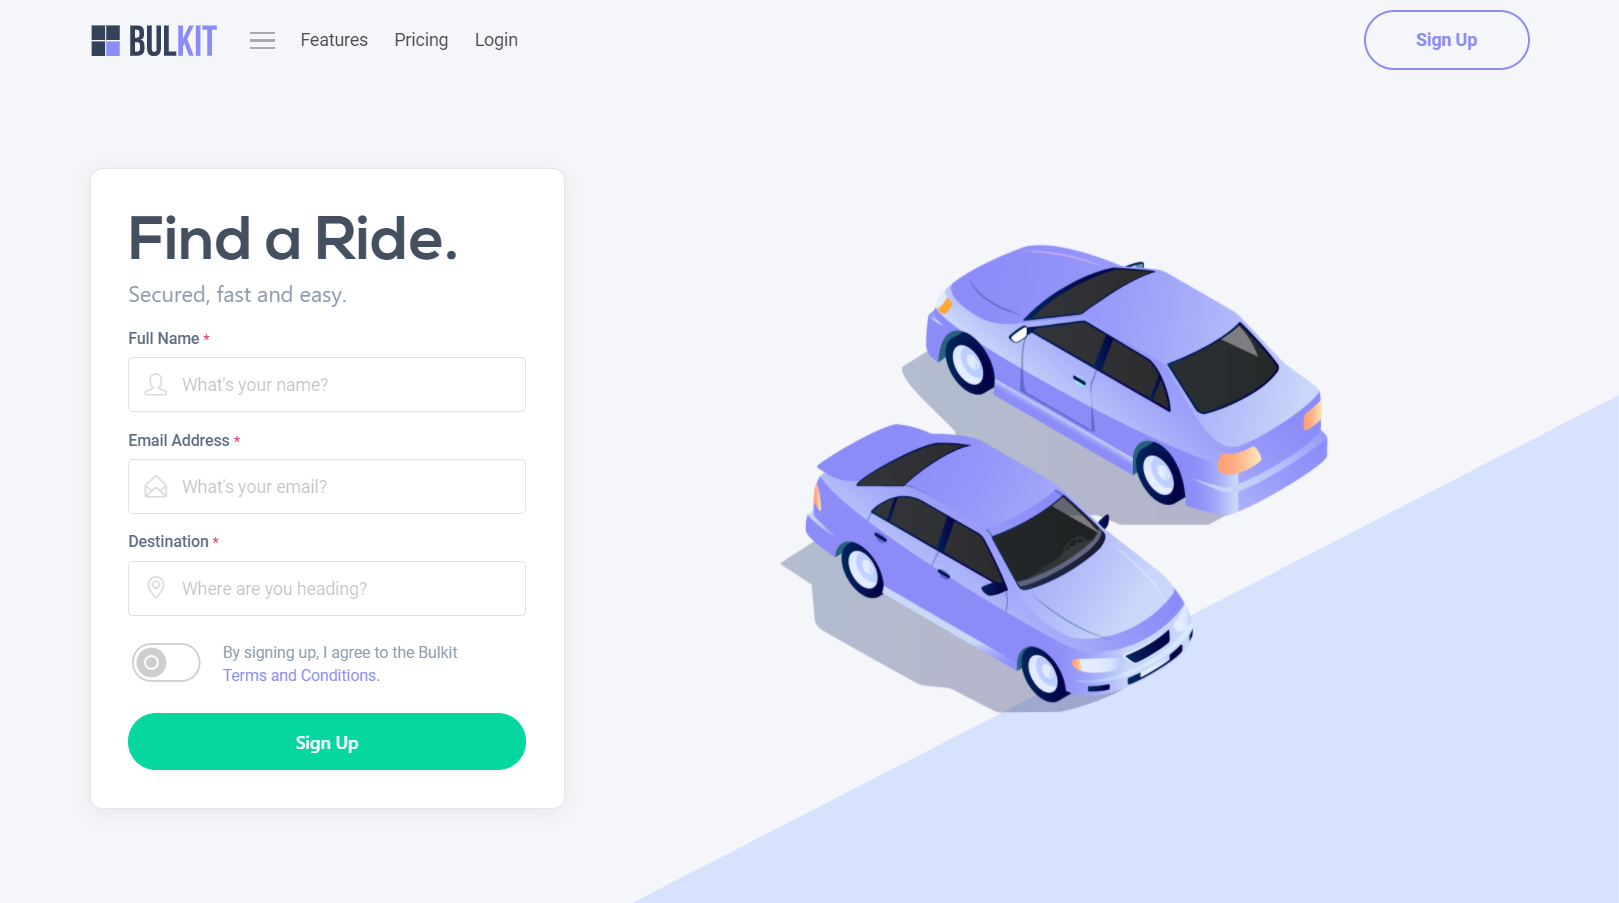 BULKIT
Features
Pricing
Login
Sign Up
Find a Ride.
Secured, fast and easy.
Full Name *
What's your name?
Email Address *
What's your email?
Destination *
Where are you heading?
By signing up, I agree to the Bulkit
Terms and Conditions.
Sign Up